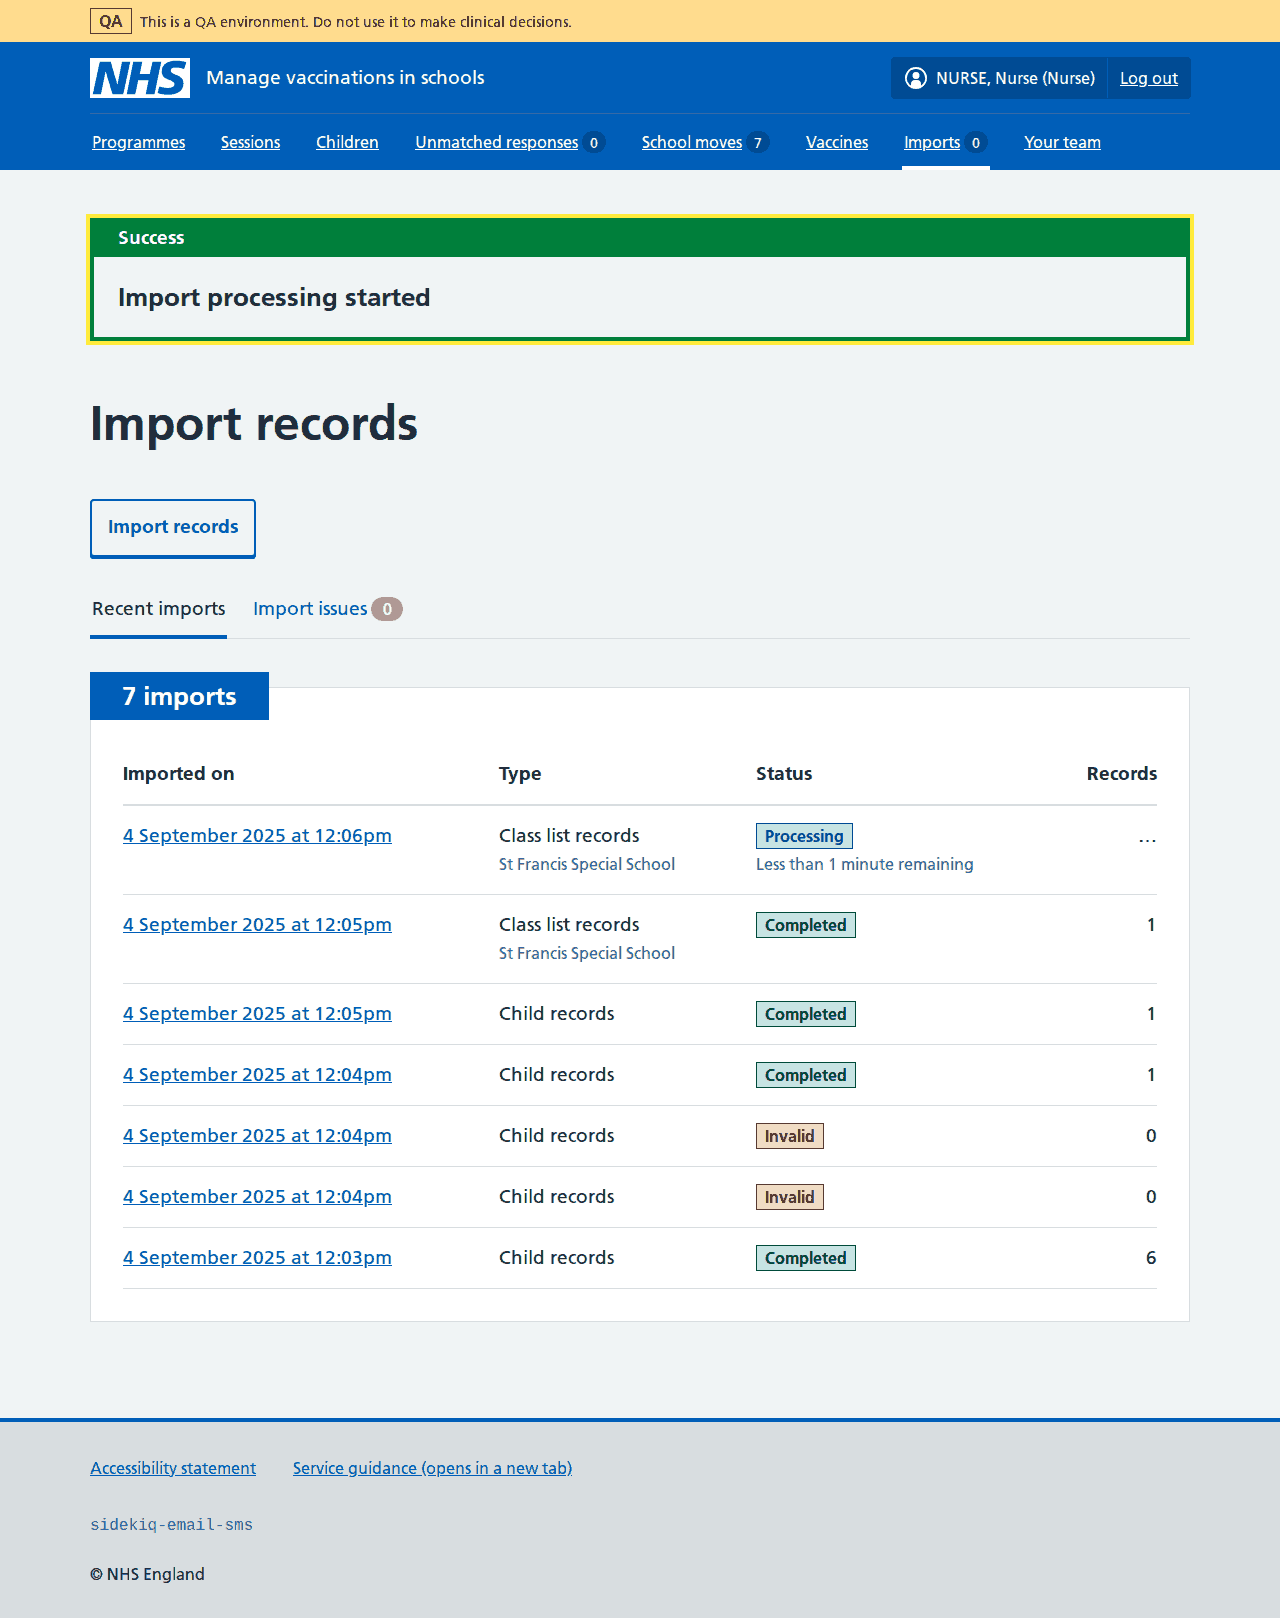 QA This is a QA environment. Do not use it to make clinical decisions.
NHS Manage vaccinations in schools NURSE, Nurse (Nurse) Log out
Programmes Sessions Children Unmatched responses 0 School moves 7 Vaccines Imports 0 Your team
Success
Import processing started
Import records
Import records
Recent imports Import issues 0
7 imports
Imported on Type Status Records
4 September 2025 at 12:06pm Class list records Processing ...
St Francis Special School Less than 1 minute remaining
4 September 2025 at 12:05pm Class list records Completed 1
St Francis Special School
4 September 2025 at 12:05pm Child records Completed 1
4 September 2025 at 12:04pm Child records Completed 1
4 September 2025 at 12:04pm Child records Invalid 0
4 September 2025 at 12:04pm Child records Invalid 0
4 September 2025 at 12:03pm Child records Completed 6
Accessibility statement Service guidance (opens in a new tab)
sidekiq-email-sms
© NHS England